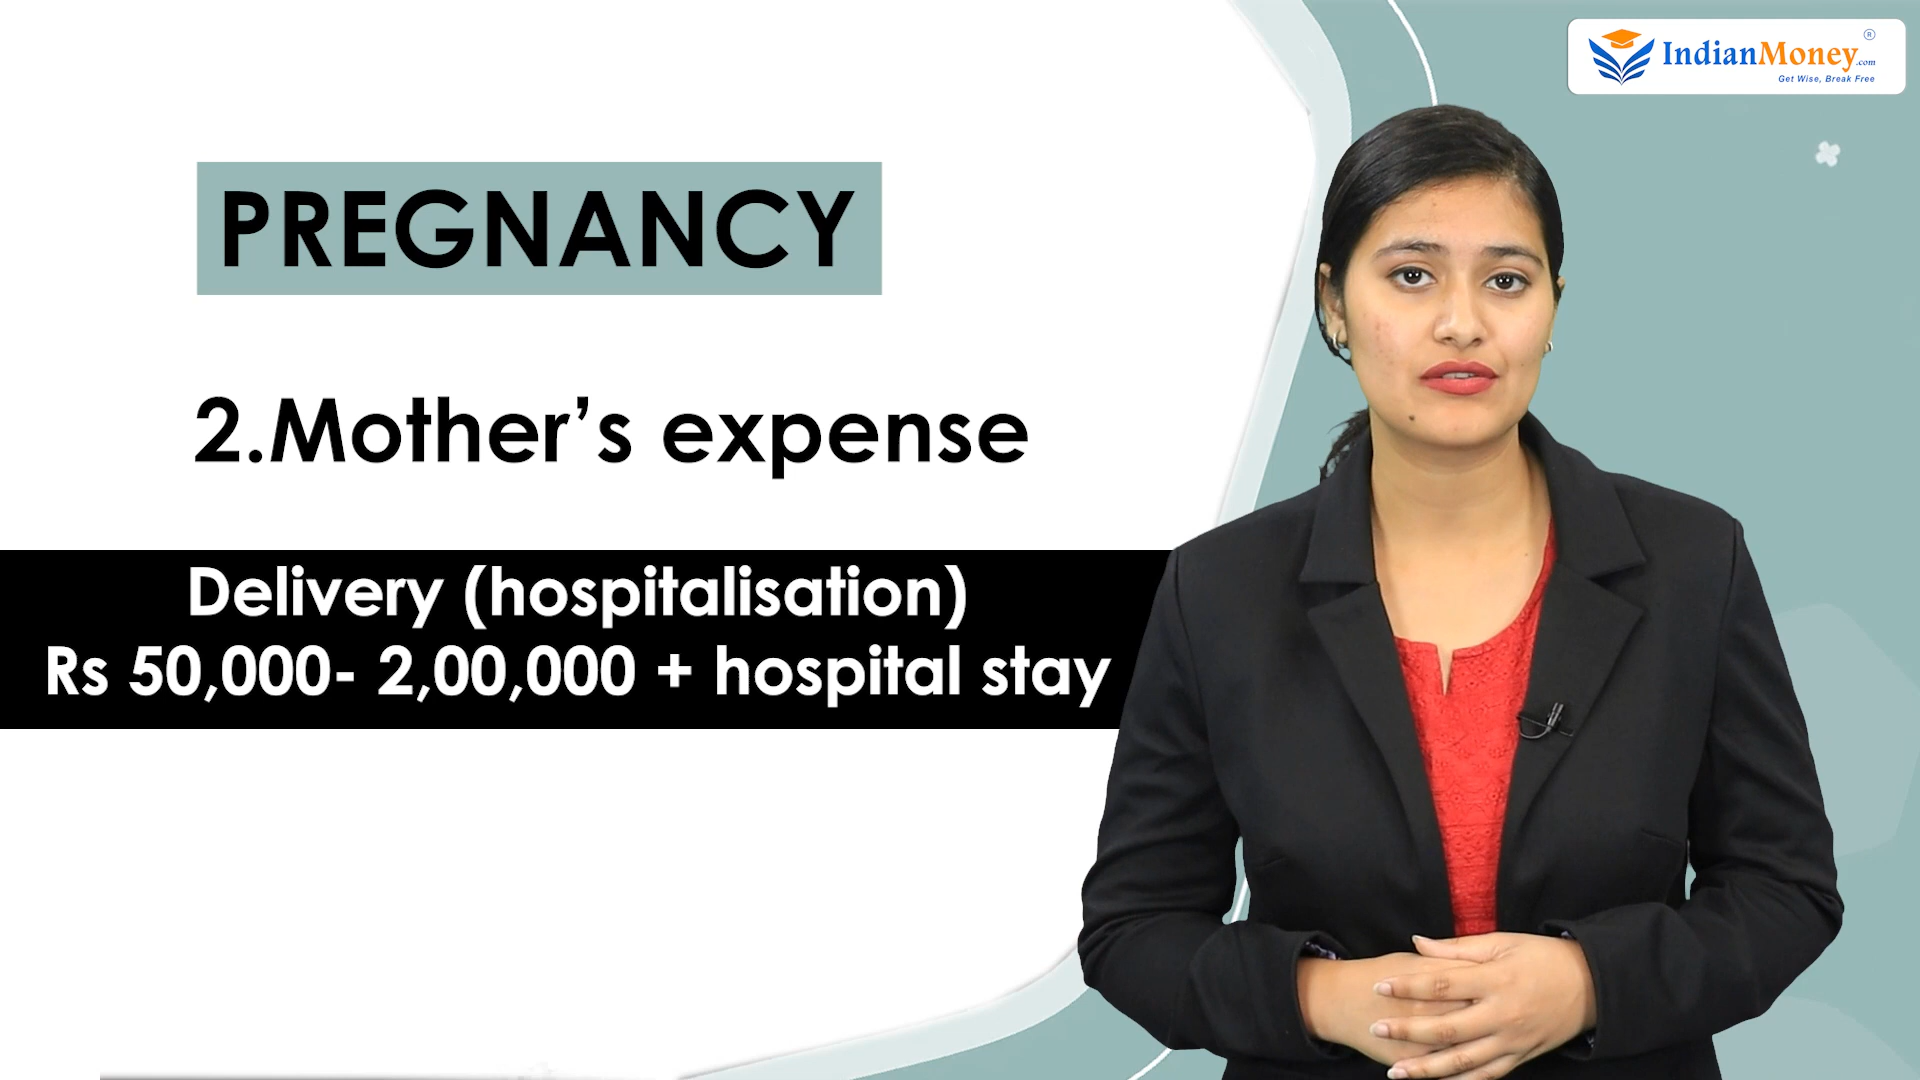 IndianMoney.com ®
Get Wise, Break Free
PREGNANCY
2.Mother’s expense
Delivery (hospitalisation)
Rs 50,000- 2,00,000 + hospital stay